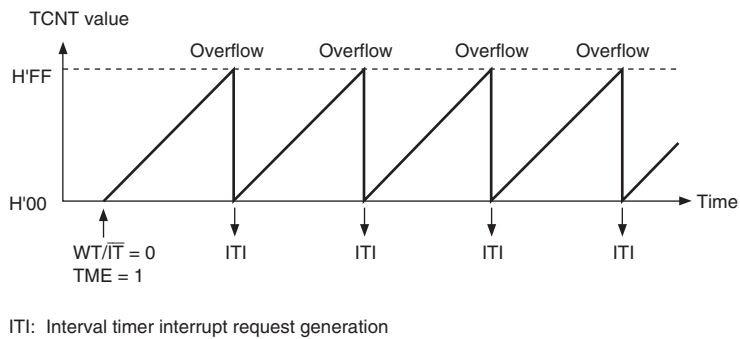 TCNT value
Overflow Overflow Overflow Overflow
H'FF
H'00
Time
WT/I̅T̅ = 0
TME = 1
ITI ITI ITI ITI
ITI: Interval timer interrupt request generation